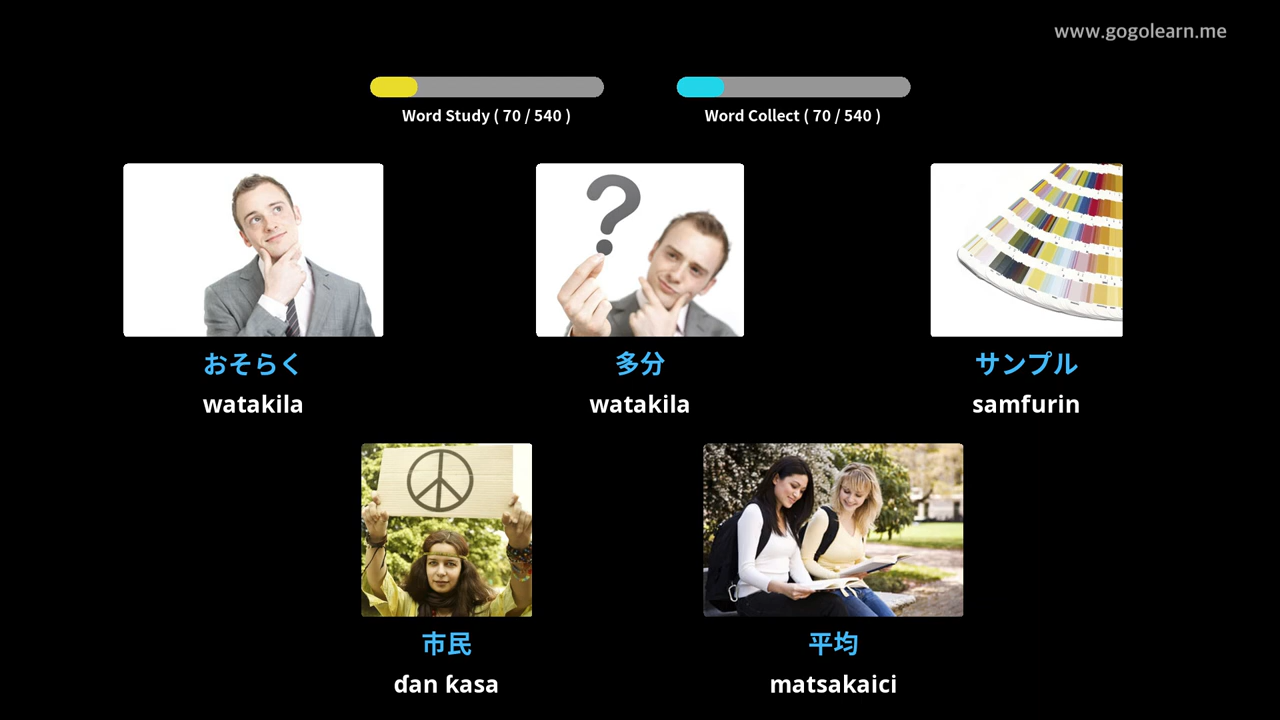 www.gogolearn.me
Word Study ( 70 / 540 )
Word Collect ( 70 / 540 )
おそらく
watakila
多分
watakila
サンプル
samfurin
市民
ɗan ƙasa
平均
matsakaici